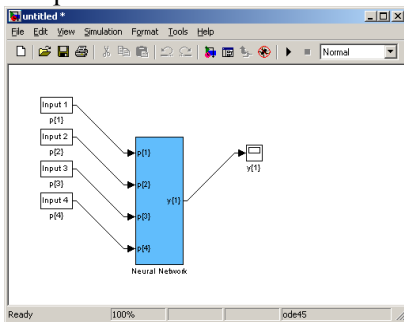 untitled *
File Edit View Simulation Format Tools Help
Normal
Input 1
p{1}
Input 2
p{2}
Input 3
p{3}
Input 4
p{4}
p{1}
p{2}
p{3}
p{4}
y{1}
Neural Network
y{1}
Ready 100% ode45